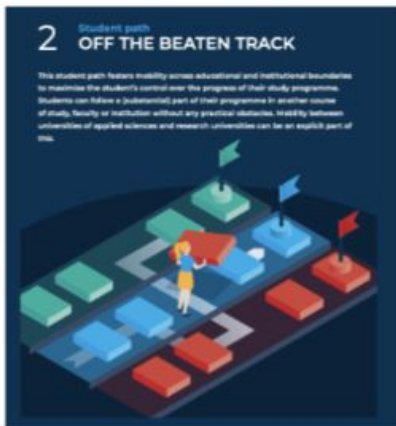 2
Student path
OFF THE BEATEN TRACK
This student path fosters mobility across educational and institutional boundaries
to maximise the student's control over the progress of their study programme.
Students can follow a (substantial) part of their programme in another course
of study, faculty or institution without any practical obstacles. Mobility between
universities of applied sciences and research universities can be an explicit part of
this.